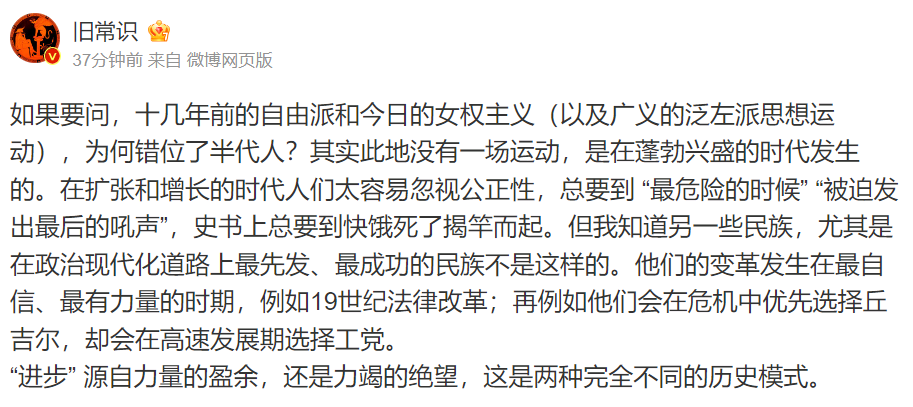 旧常识
37分钟前 来自 微博网页版
如果要问，十几年前的自由派和今日的女权主义（以及广义的泛左派思想运
动），为何错位了半代人？其实此地没有一场运动，是在蓬勃兴盛的时代发生
的。在扩张和增长的时代人们太容易忽视公正性，总要到 “最危险的时候” “被迫发
出最后的吼声”，史书上总要到快饿死了揭竿而起。但我知道另一些民族，尤其是
在政治现代化道路上最先发、最成功的民族不是这样的。他们的变革发生在最自
信、最有力量的时期，例如19世纪法律改革；再例如他们会在危机中优先选择丘
吉尔，却会在高速发展期选择工党。
“进步” 源自力量的盈余，还是力竭的绝望，这是两种完全不同的历史模式。